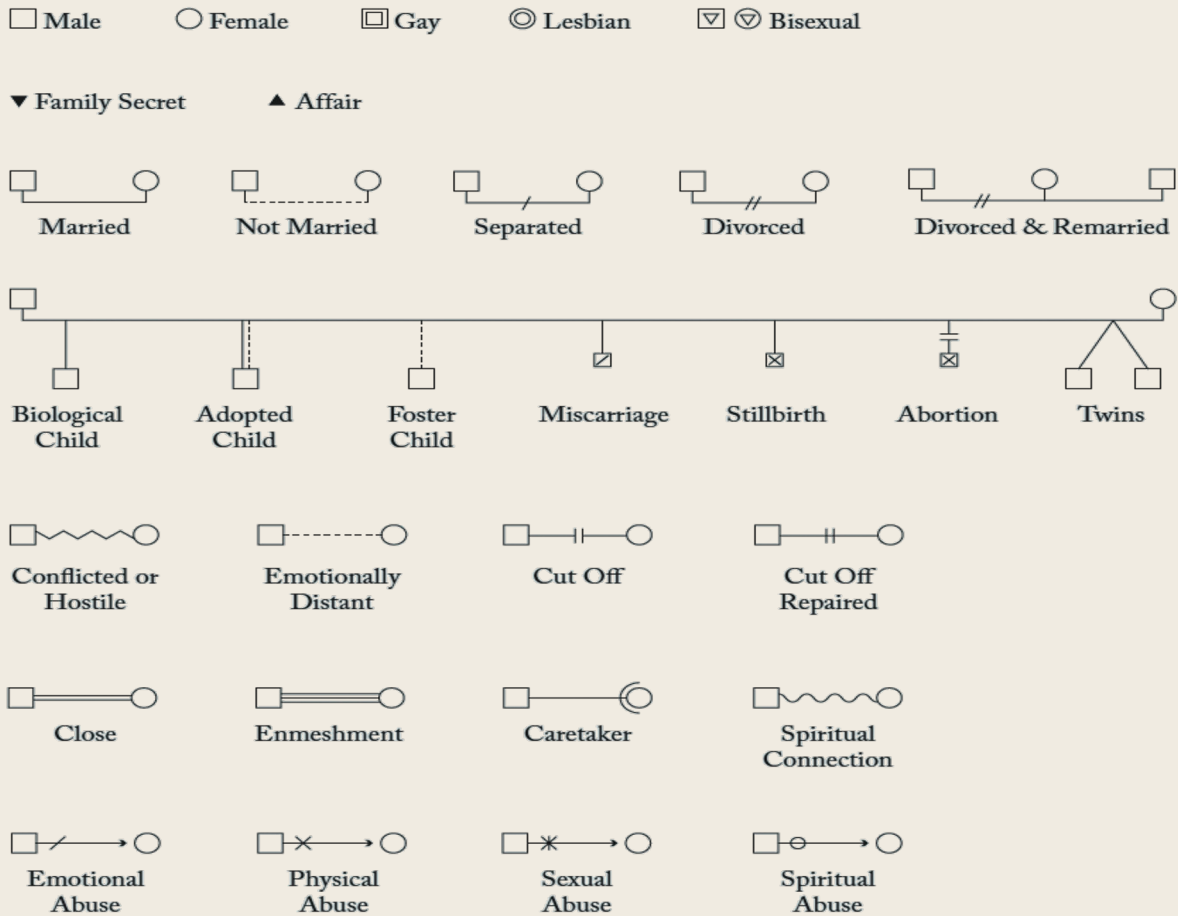 Male Female Gay Lesbian Bisexual
Family Secret Affair
Married Not Married Separated Divorced Divorced & Remarried
Biological Adopted Foster Miscarriage Stillbirth Abortion Twins
Child Child Child
Conflicted or Emotionally Cut Off Cut Off
Hostile Distant Repaired
Close Enmeshment Caretaker Spiritual
Connection
Emotional Physical Sexual Spiritual
Abuse Abuse Abuse Abuse